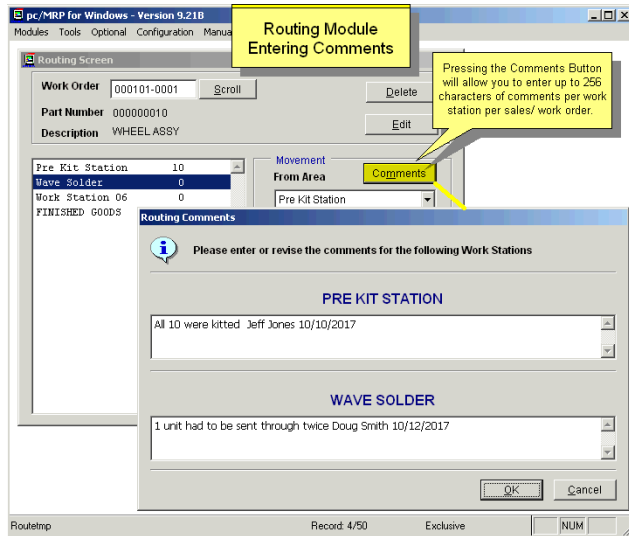 pc/MRP for Windows - Version 9.21B
Modules Tools Optional Configuration Manua
Routing Module
Entering Comments
Routing Screen
Work Order 000101-0001 Scroll
Delete
Part Number 000000010
Description WHEEL ASSY
Edit
Pressing the Comments Button
will allow you to enter up to 256
characters of comments per work
station per sales/ work order.
Pre Kit Station 10
Wave Solder 0
Work Station 06 0
FINISHED GOODS
Movement
From Area Comments
Pre Kit Station
Routing Comments
Please enter or revise the comments for the following Work Stations
PRE KIT STATION
All 10 were kitted Jeff Jones 10/10/2017
WAVE SOLDER
1 unit had to be sent through twice Doug Smith 10/12/2017
OK Cancel
Routetmp Record: 4/50 Exclusive NUM